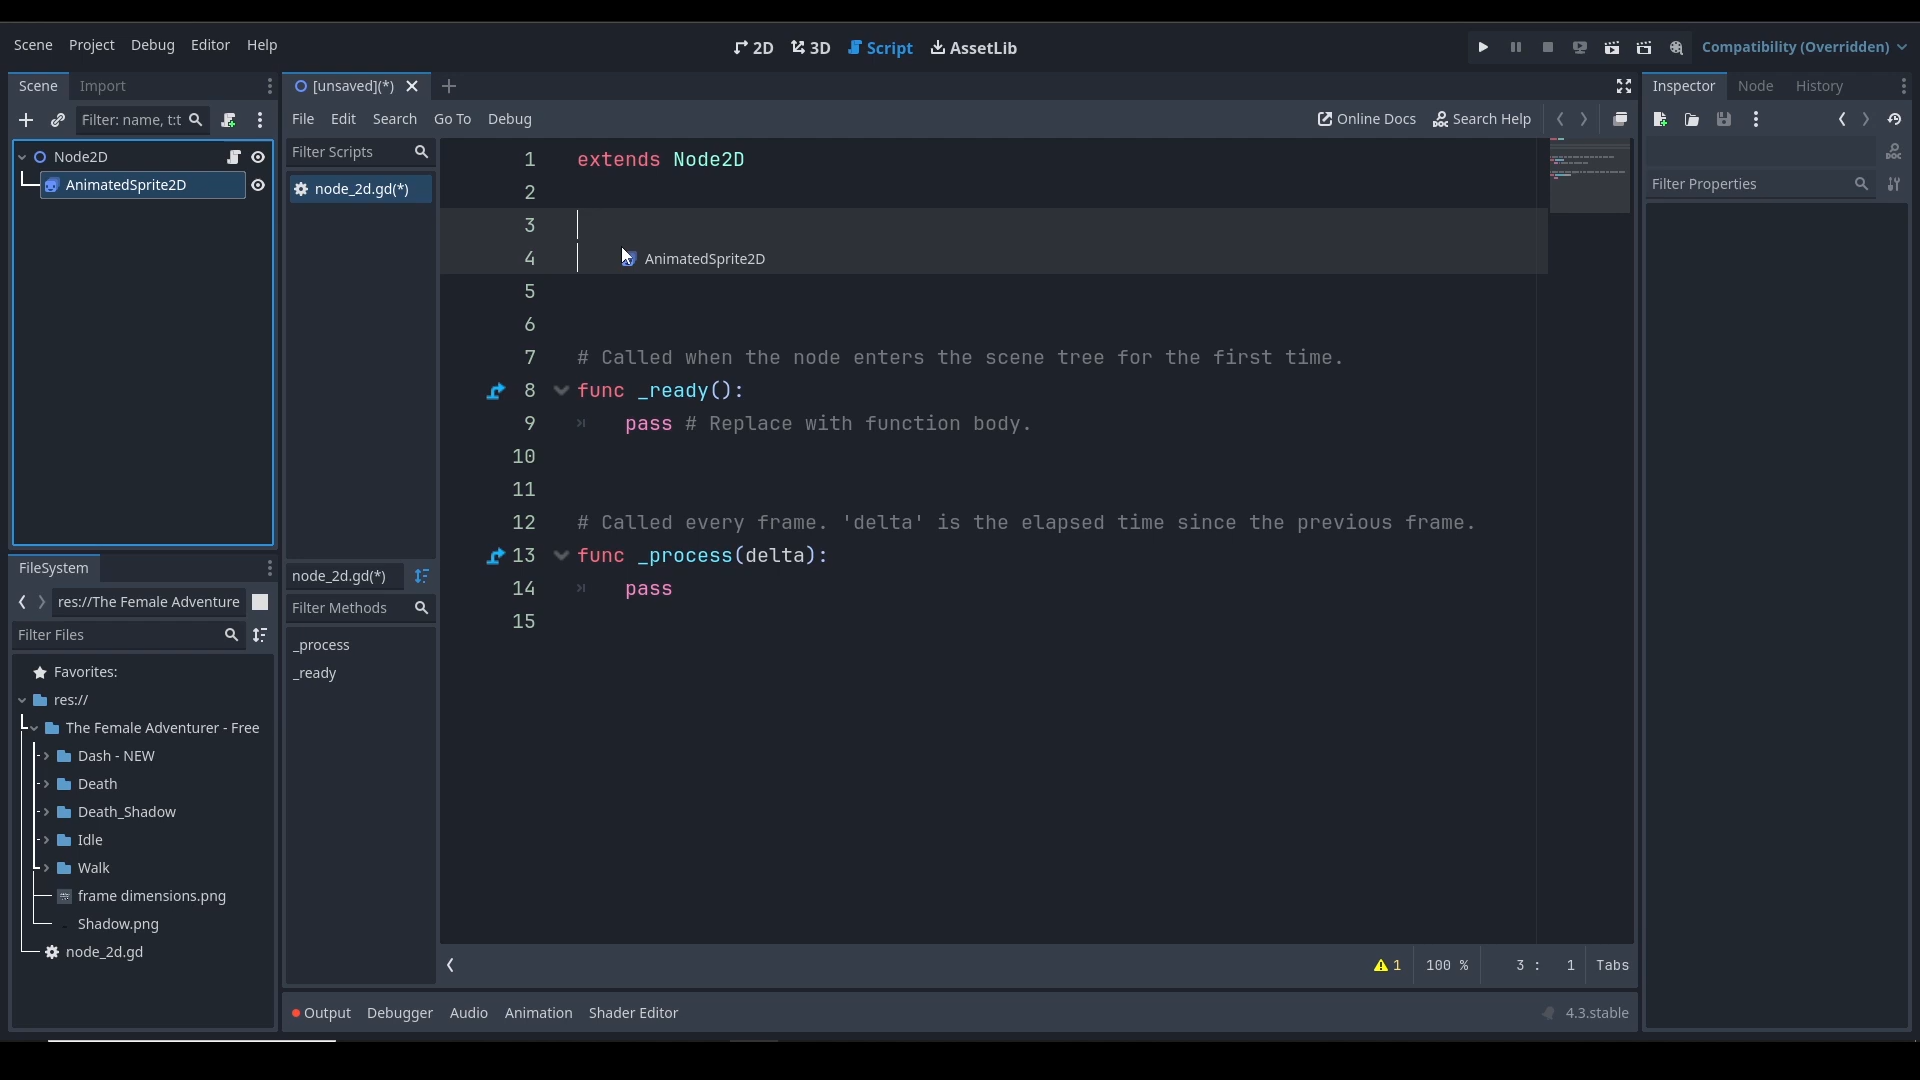 Scene Project Debug Editor Help
2D 3D Script AssetLib
Compatibility (Overridden)
Scene Import
Filter: name, t:t
Node2D
AnimatedSprite2D
FileSystem
res://The Female Adventure
Filter Files
Favorites:
res://
The Female Adventurer - Free
Dash - NEW
Death
Death_Shadow
Idle
Walk
frame dimensions.png
Shadow.png
node_2d.gd
[unsaved](*)
File Edit Search Go To Debug
Online Docs Search Help
Filter Scripts
node_2d.gd(*)
node_2d.gd(*)
Filter Methods
_process
_ready
1 extends Node2D
2
3
4 AnimatedSprite2D
5
6
7 # Called when the node enters the scene tree for the first time.
8 func _ready():
9 pass # Replace with function body.
10
11
12 # Called every frame. 'delta' is the elapsed time since the previous frame.
13 func _process(delta):
14 pass
15
1 100 % 3 : 1 Tabs
Output Debugger Audio Animation Shader Editor
4.3.stable
Inspector Node History
Filter Properties